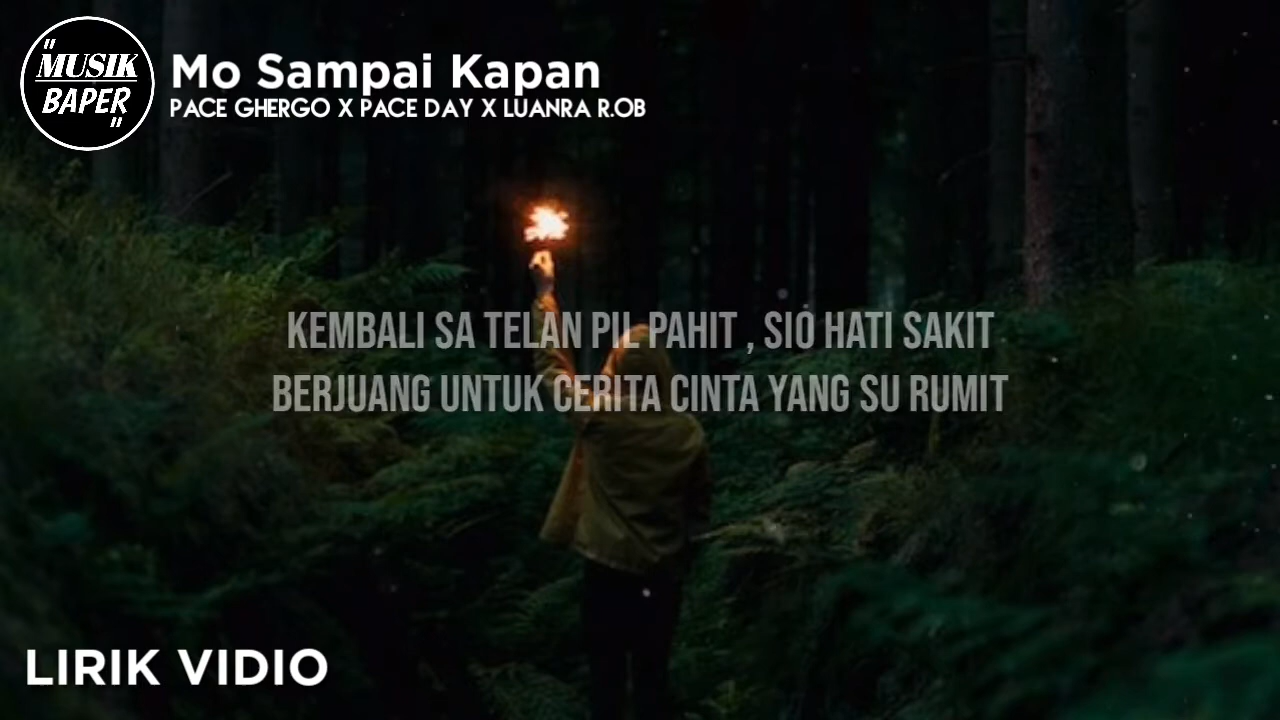 "MUSIK
BAPER"
Mo Sampai Kapan
PACE GHERGO X PACE DAY X LUANRA R.OB
KEMBALI SA TELAN PIL PAHIT , SIO HATI SAKIT
BERJUANG UNTUK CERITA CINTA YANG SU RUMIT
LIRIK VIDIO